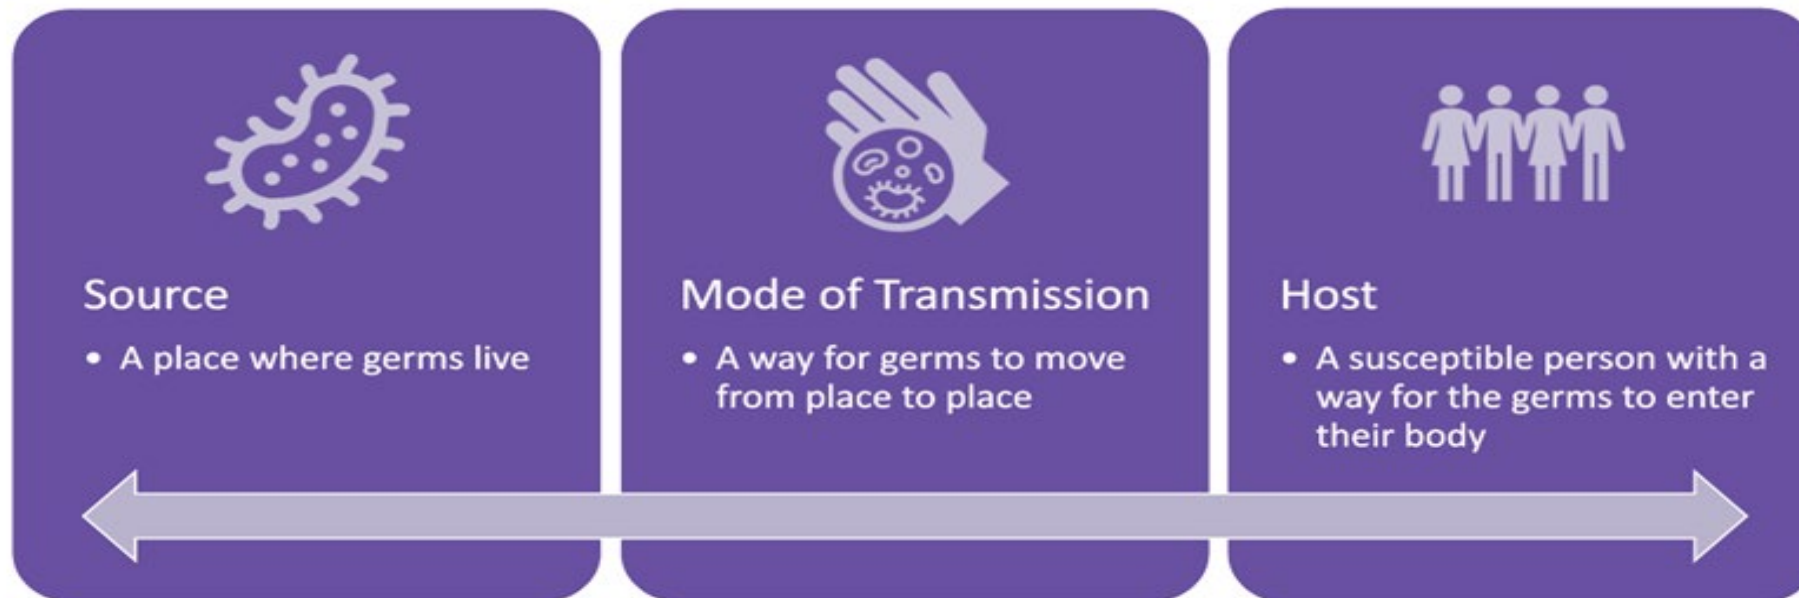 Source
• A place where germs live
Mode of Transmission
• A way for germs to move
from place to place
Host
• A susceptible person with a
way for the germs to enter
their body